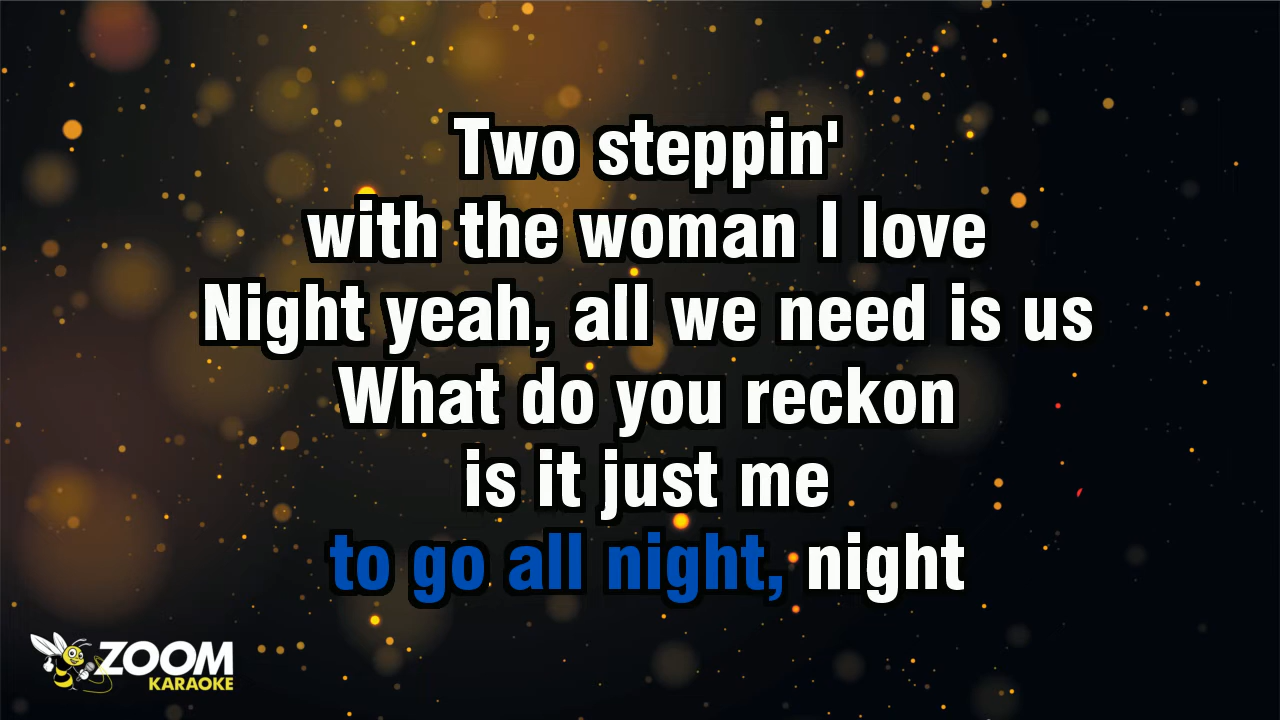 Two steppin'
with the woman I love
Night yeah, all we need is us
What do you reckon
is it just me
to go all night, night
ZOOM
KARAOKE